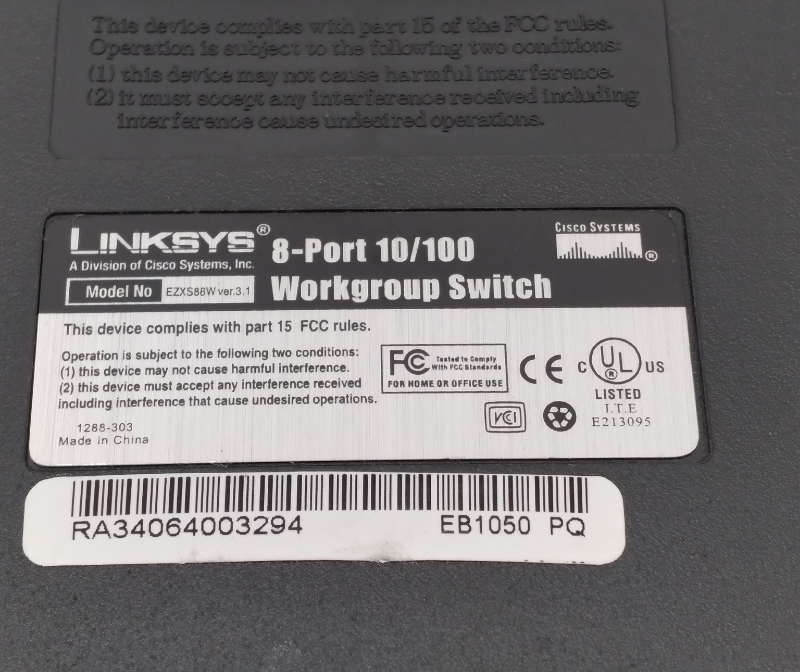 This device complies with part 15 of the FCC rules.
Operation is subject to the following two conditions:
(1) this device may not cause harmful interference.
(2) it must accept any interference received including
interference cause undesired operations.
LINKSYS®
A Division of Cisco Systems, Inc.
Model No EZXS88W ver.3.1
8-Port 10/100
Workgroup Switch
CISCO SYSTEMS
®
This device complies with part 15 FCC rules.
Operation is subject to the following two conditions:
(1) this device may not cause harmful interference.
(2) this device must accept any interference received
including interference that cause undesired operations.
1288-303
Made in China
FC Tested to Comply
With FCC Standards
FOR HOME OR OFFICE USE
CE
C UL ® US
LISTED
I.T.E
E213095
VCI
RA34064003294 EB1050 PQ